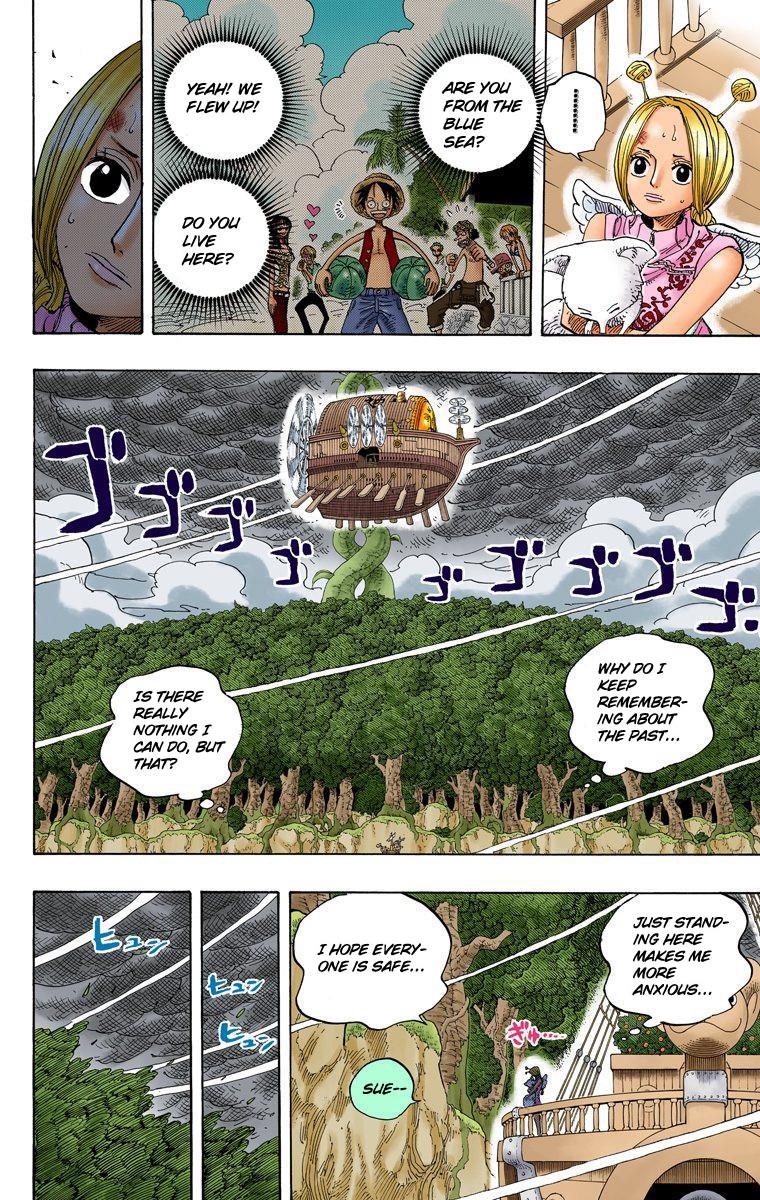 ..........
ARE YOU
FROM THE
BLUE
SEA?
YEAH! WE
FLEW UP!
DO YOU
LIVE
HERE?
ゴゴゴゴゴゴゴゴゴゴ
WHY DO I
KEEP
REMEMBER-
ING ABOUT
THE PAST...
IS THERE
REALLY
NOTHING I
CAN DO, BUT
THAT?
JUST STAND-
ING HERE
MAKES ME
MORE
ANXIOUS...
I HOPE EVERY-
ONE IS SAFE...
ぎゅ……
SUE--
ヒュン
ヒュン
ヒュン